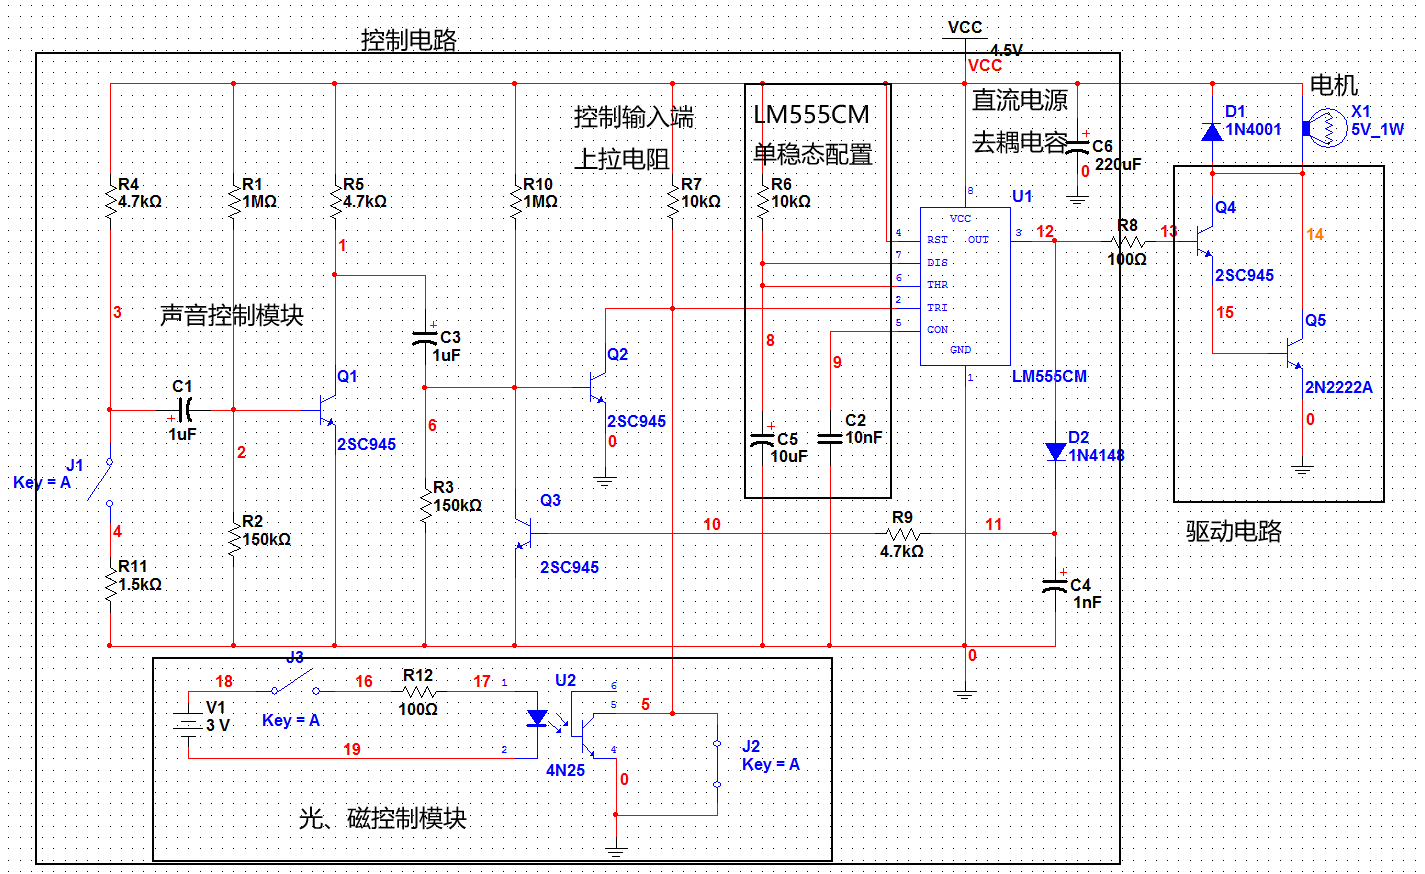 控制电路
VCC
4.5V
VCC
电机
控制输入端
上拉电阻
LM555CM
单稳态配置
直流电源
去耦电容
C6
220uF
0
D1
1N4001
X1
5V_1W
R4
4.7kΩ
R1
1MΩ
R5
4.7kΩ
R10
1MΩ
R7
10kΩ
R6
10kΩ
U1
8
VCC
4
RST
OUT
3
7
DIS
6
THR
2
TRI
5
CON
GND
1
LM555CM
12
R8
100Ω
13
Q4
2SC945
14
15
Q5
2N2222A
0
驱动电路
1
3
声音控制模块
C3
1uF
Q2
2SC945
0
8
9
C1
1uF
Q1
2SC945
2
6
C5
10uF
C2
10nF
D2
1N4148
J1
Key = A
4
R11
1.5kΩ
R2
150kΩ
R3
150kΩ
Q3
2SC945
10
R9
4.7kΩ
11
C4
1nF
0
J3
Key = A
18
16
R12
100Ω
17
1
2
U2
6
5
4
4N25
5
0
V1
3 V
19
J2
Key = A
光、磁控制模块